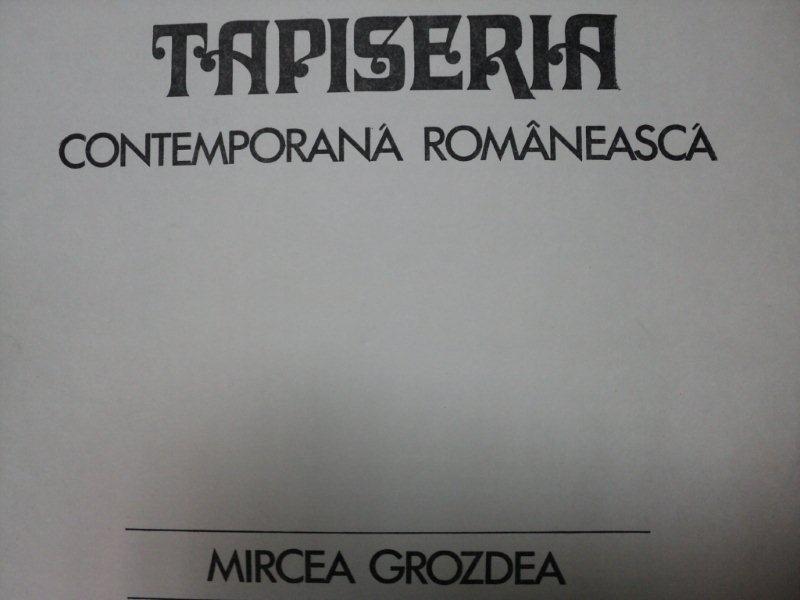 TAPISERIA
CONTEMPORANĂ ROMÂNEASCĂ
MIRCEA GROZDEA